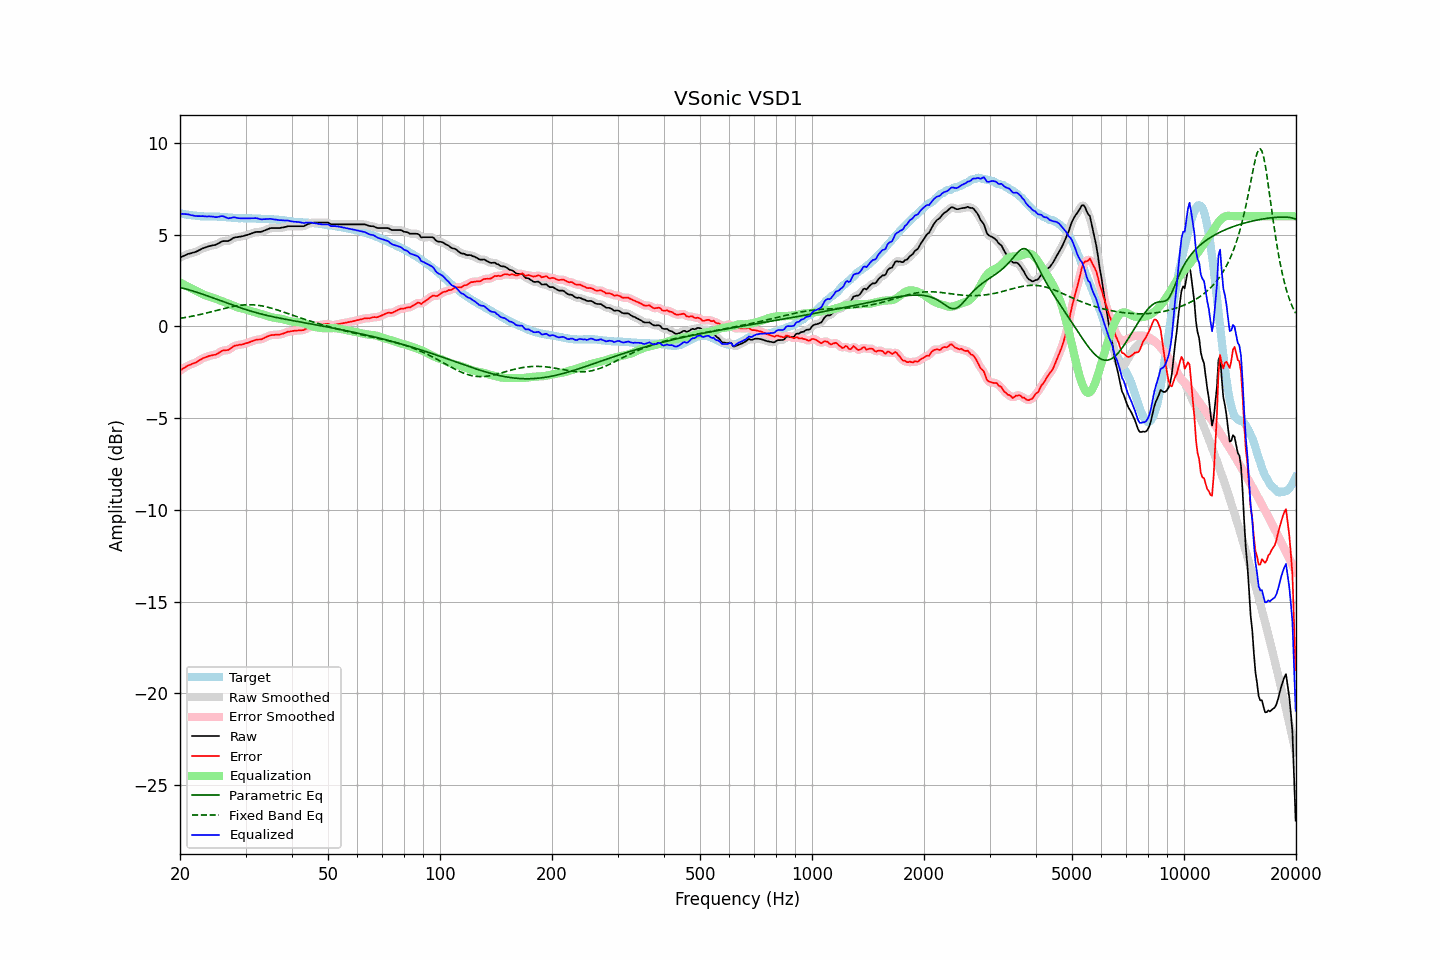 VSonic VSD1
Amplitude (dBr)
10
5
0
−5
−10
−15
−20
−25
Target
Raw Smoothed
Error Smoothed
Raw
Error
Equalization
Parametric Eq
Fixed Band Eq
Equalized
20 50 100 200 500 1000 2000 5000 10000 20000
Frequency (Hz)